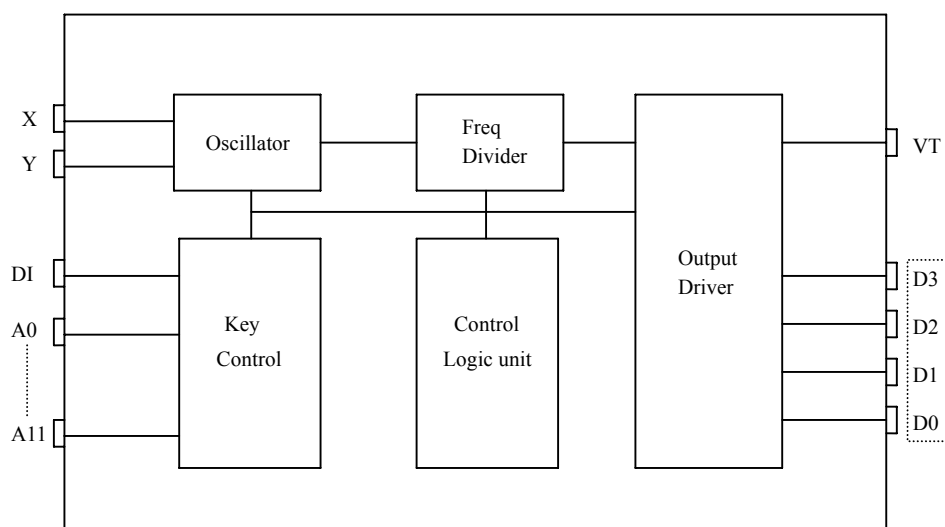 X
Y
DI
A0
A11
Oscillator
Freq
Divider
Key
Control
Control
Logic unit
Output
Driver
VT
D3
D2
D1
D0